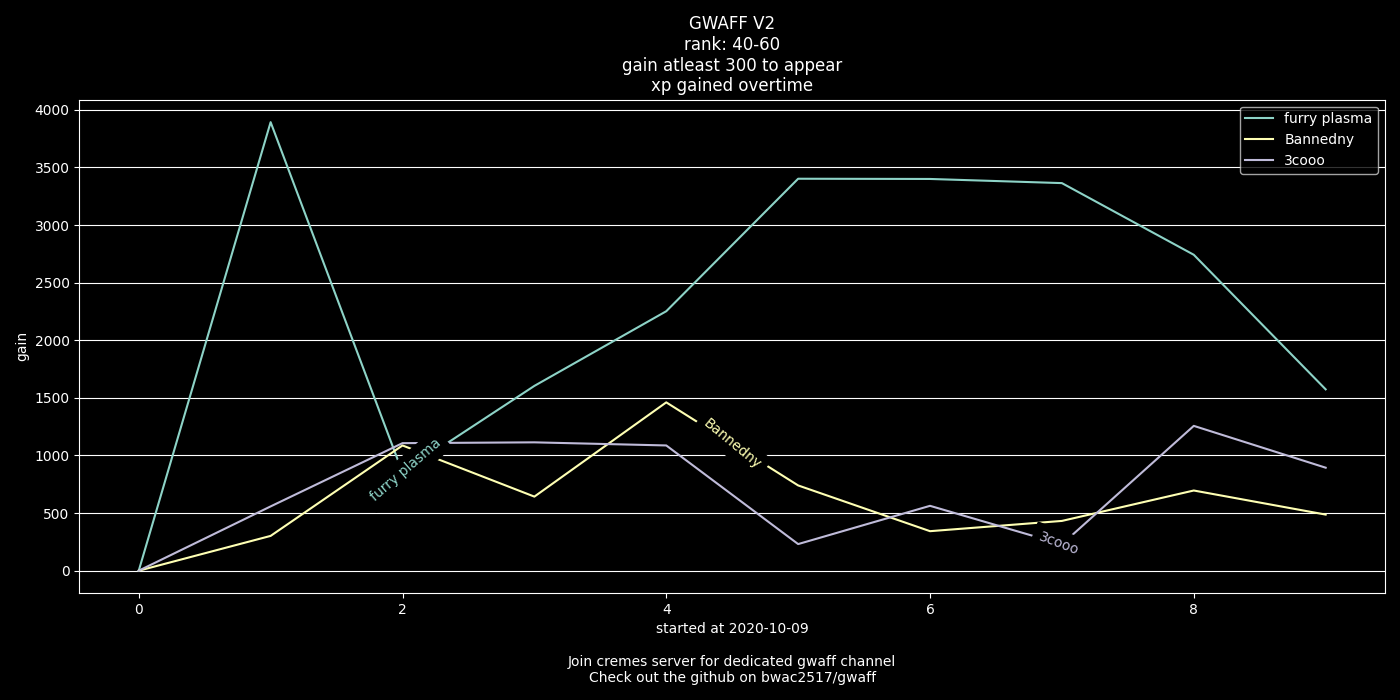 GWAFF V2
rank: 40-60
gain atleast 300 to appear
xp gained overtime
furry plasma
Bannedny
3cooo
4000
3500
3000
2500
2000
1500
1000
500
0
gain
furry plasma
Bannedny
3cooo
0 2 4 6 8
started at 2020-10-09
Join cremes server for dedicated gwaff channel
Check out the github on bwac2517/gwaff